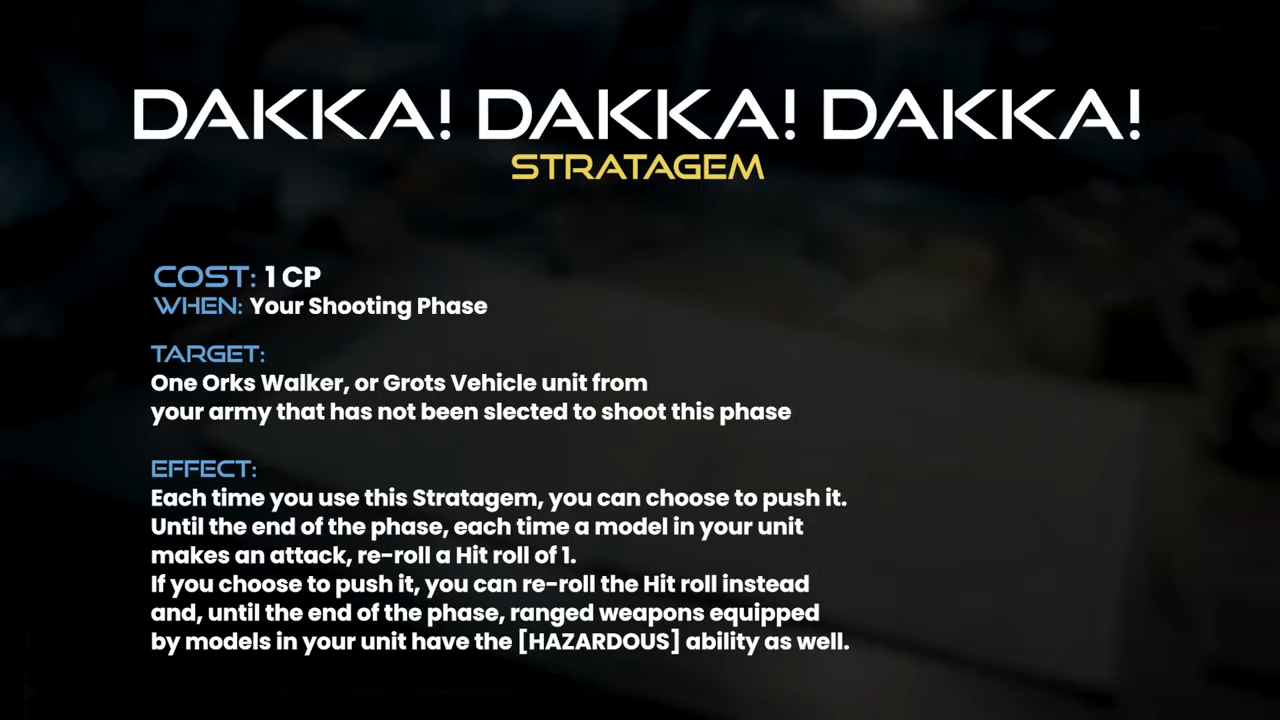 DAKKA! DAKKA! DAKKA!
STRATAGEM
COST: 1 CP
WHEN: Your Shooting Phase
TARGET:
One Orks Walker, or Grots Vehicle unit from
your army that has not been slected to shoot this phase
EFFECT:
Each time you use this Stratagem, you can choose to push it.
Until the end of the phase, each time a model in your unit
makes an attack, re-roll a Hit roll of 1.
If you choose to push it, you can re-roll the Hit roll instead
and, until the end of the phase, ranged weapons equipped
by models in your unit have the [HAZARDOUS] ability as well.